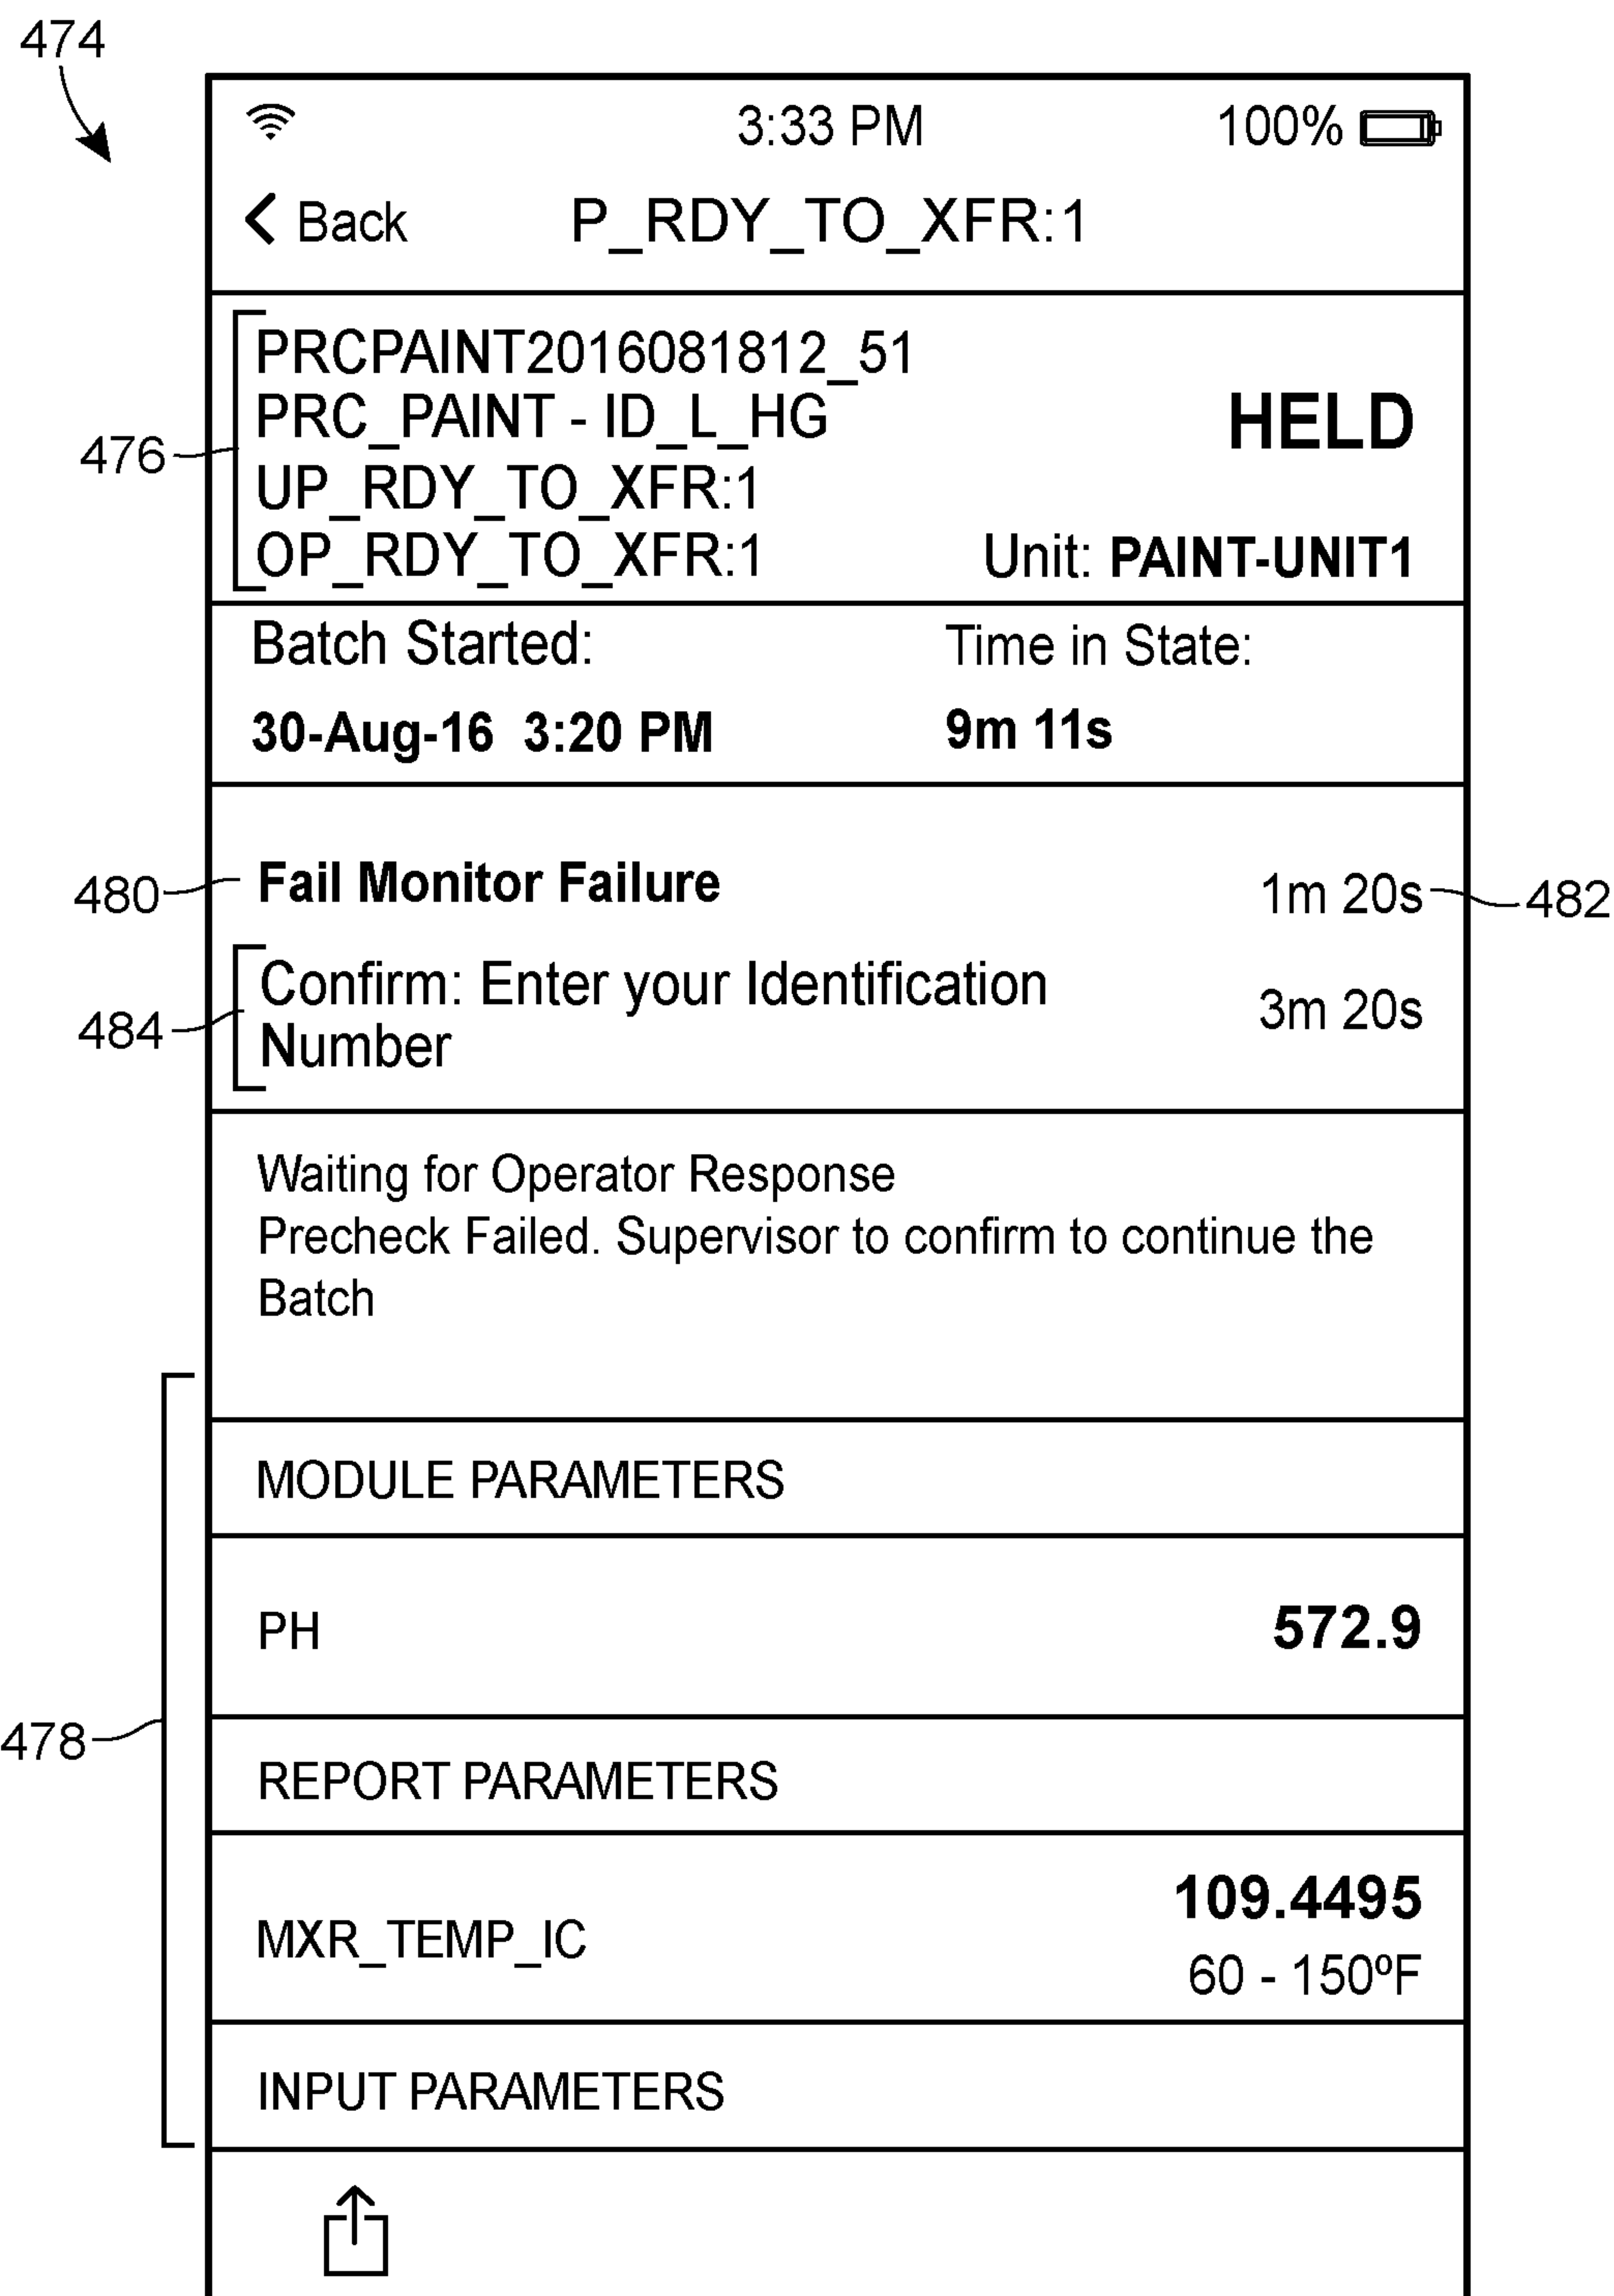 474
3:33 PM 100%
Back P_RDY_TO_XFR:1
PRCPAINT2016081812_51
PRC_PAINT - ID_L_HG
HELD
476
UP_RDY_TO_XFR:1
OP_RDY_TO_XFR:1 Unit: PAINT-UNIT1
Batch Started: Time in State:
30-Aug-16 3:20 PM 9m 11s
480 Fail Monitor Failure 1m 20s 482
Confirm: Enter your Identification
Number
3m 20s
484
Waiting for Operator Response
Precheck Failed. Supervisor to confirm to continue the
Batch
MODULE PARAMETERS
PH 572.9
478
REPORT PARAMETERS
MXR_TEMP_IC 109.4495
60 - 150ºF
INPUT PARAMETERS